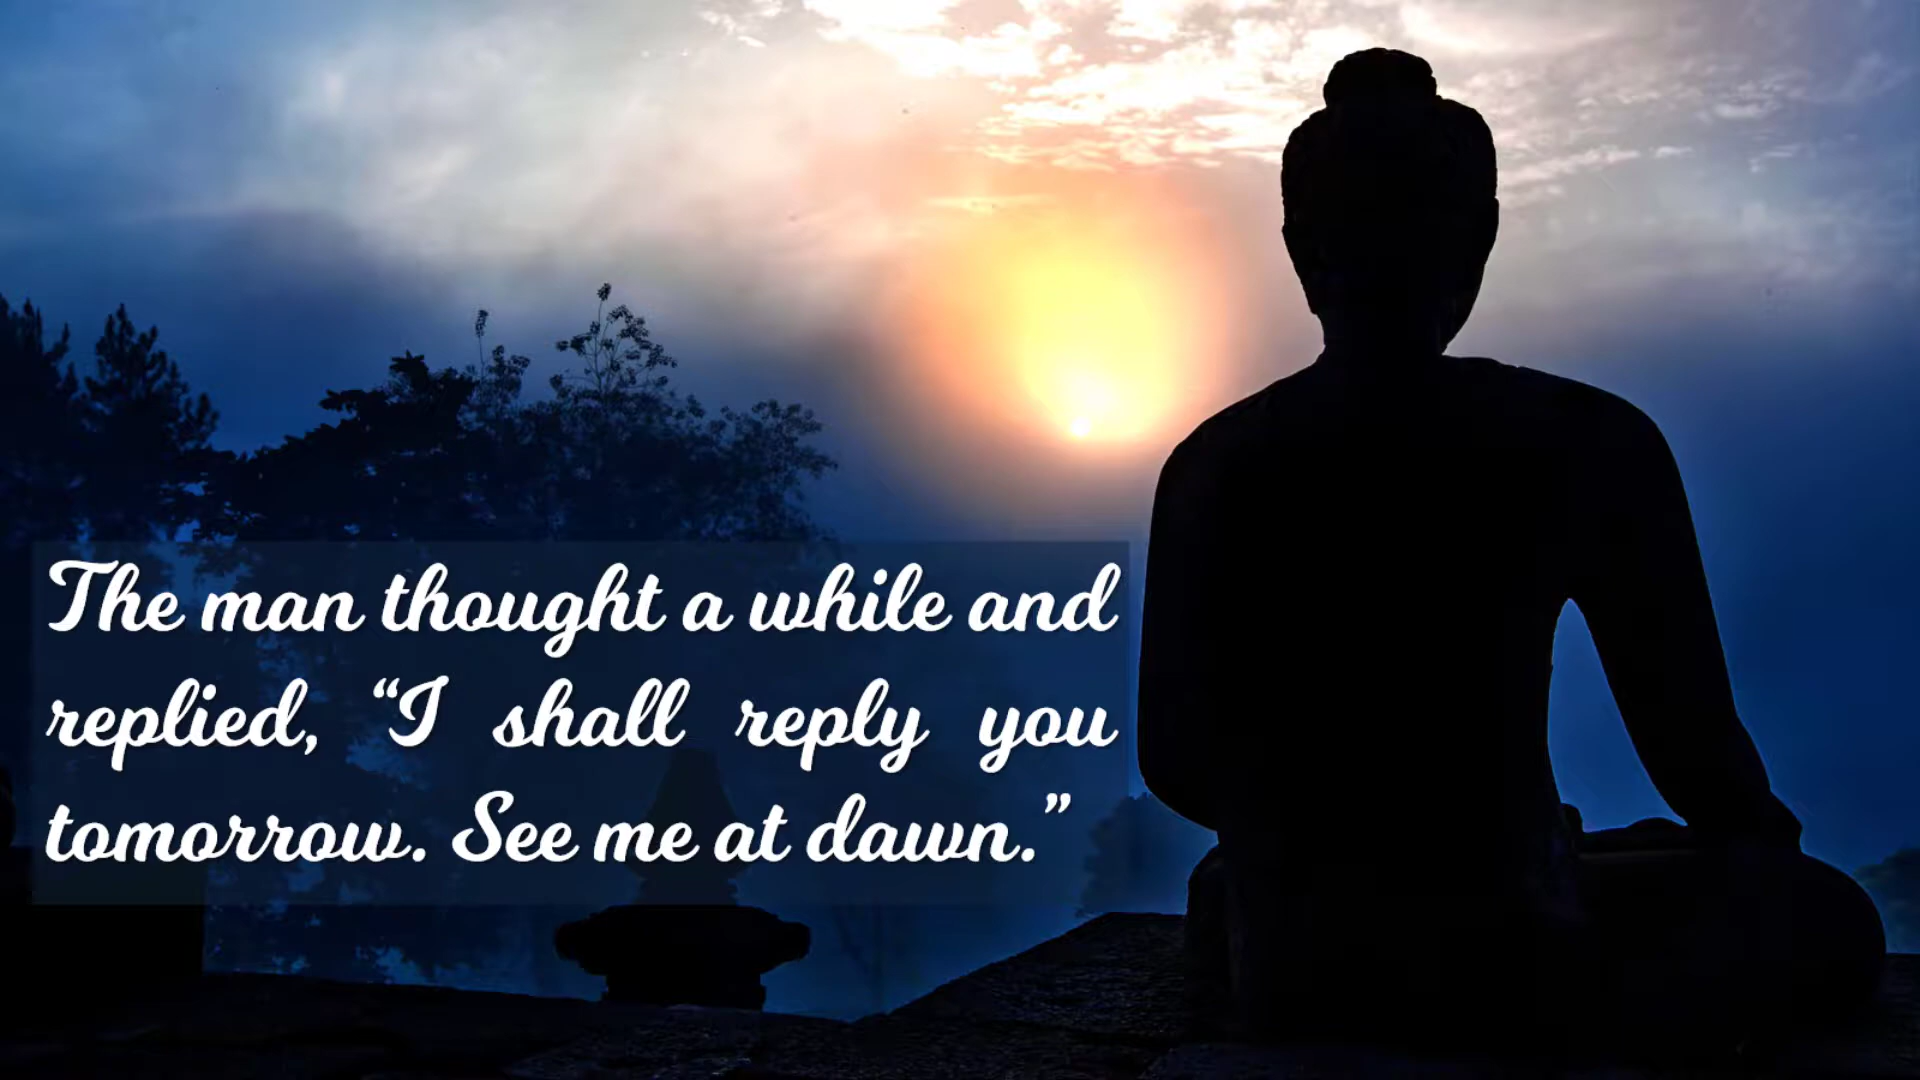 The man thought a while and
replied, “I shall reply you
tomorrow. See me at dawn.”